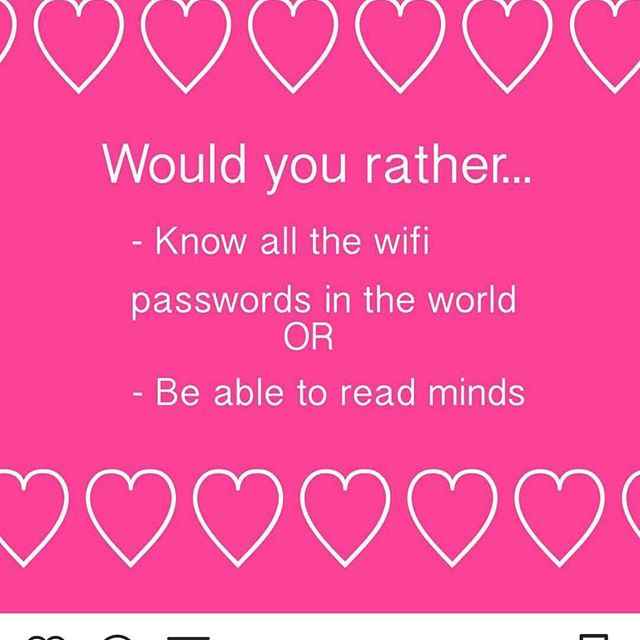 Would you rather...
- Know all the wifi
passwords in the world
OR
- Be able to read minds